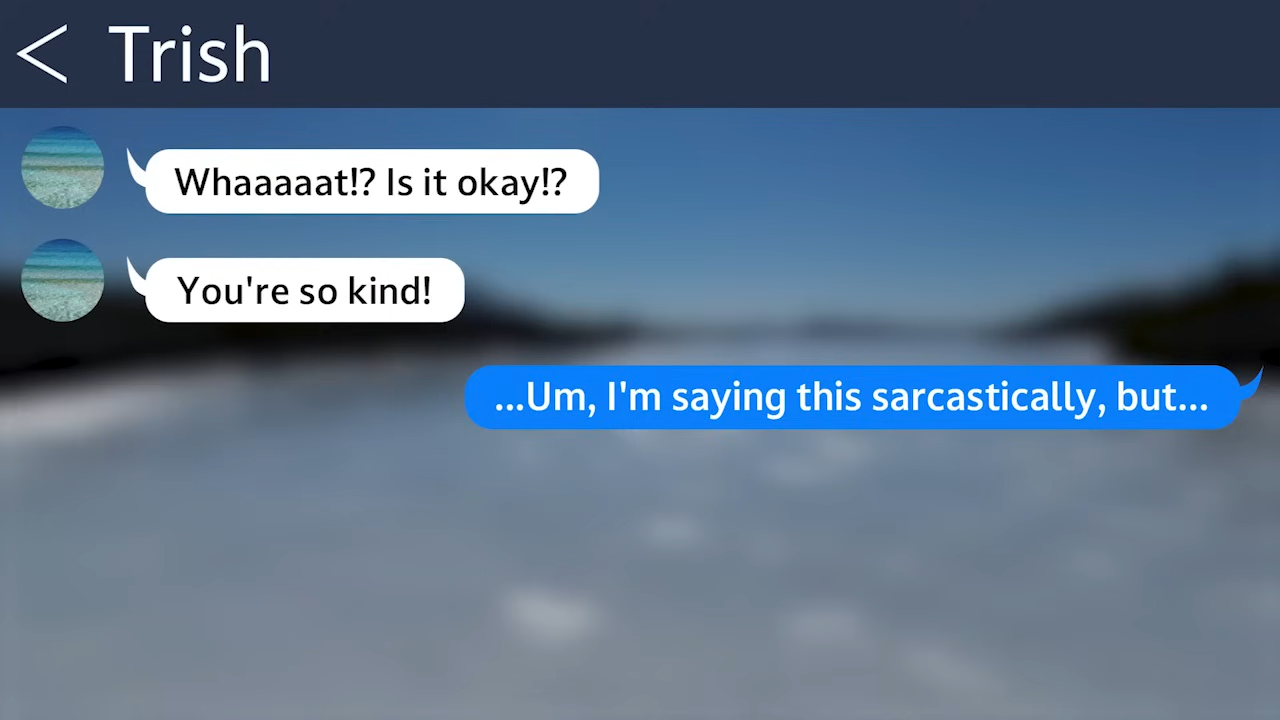 Trish
Whaaaaat!? Is it okay!?
You're so kind!
...Um, I'm saying this sarcastically, but...